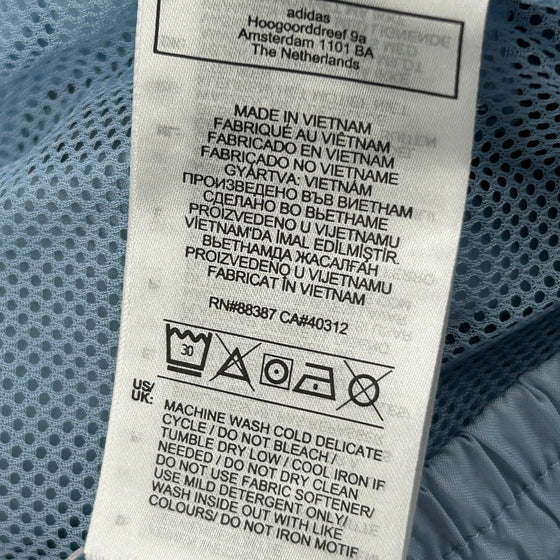 adidas
Hoogoorddreef 9a
Amsterdam 1101 BA
The Netherlands
MADE IN VIETNAM
FABRIQUÉ AU VIÊTNAM
FABRICADO EN VIETNAM
FABRICADO NO VIETNAME
GYÁRTVA: VIETNÁM
ПРОИЗВЕДЕНО ВЪВ ВИЕТНАМ
СДЕЛАНО ВО ВЬЕТНАМЕ
PROIZVEDENO U VIJETNAMU
VIETNAM'DA İMAL EDİLMİŞTİR.
ВЬЕТНАМДА ЖАСАЛҒАН
PROIZVEDENO U VIJETNAMU
FABRICAT ÎN VIETNAM
RN#88387 CA#40312
30
US/
UK:
MACHINE WASH COLD DELICATE
CYCLE / DO NOT BLEACH /
TUMBLE DRY LOW / COOL IRON IF
NEEDED / DO NOT DRY CLEAN
DO NOT USE FABRIC SOFTENER/
USE MILD DETERGENT ONLY/
WASH INSIDE OUT WITH LIKE
COLOURS/ DO NOT IRON MOTIF